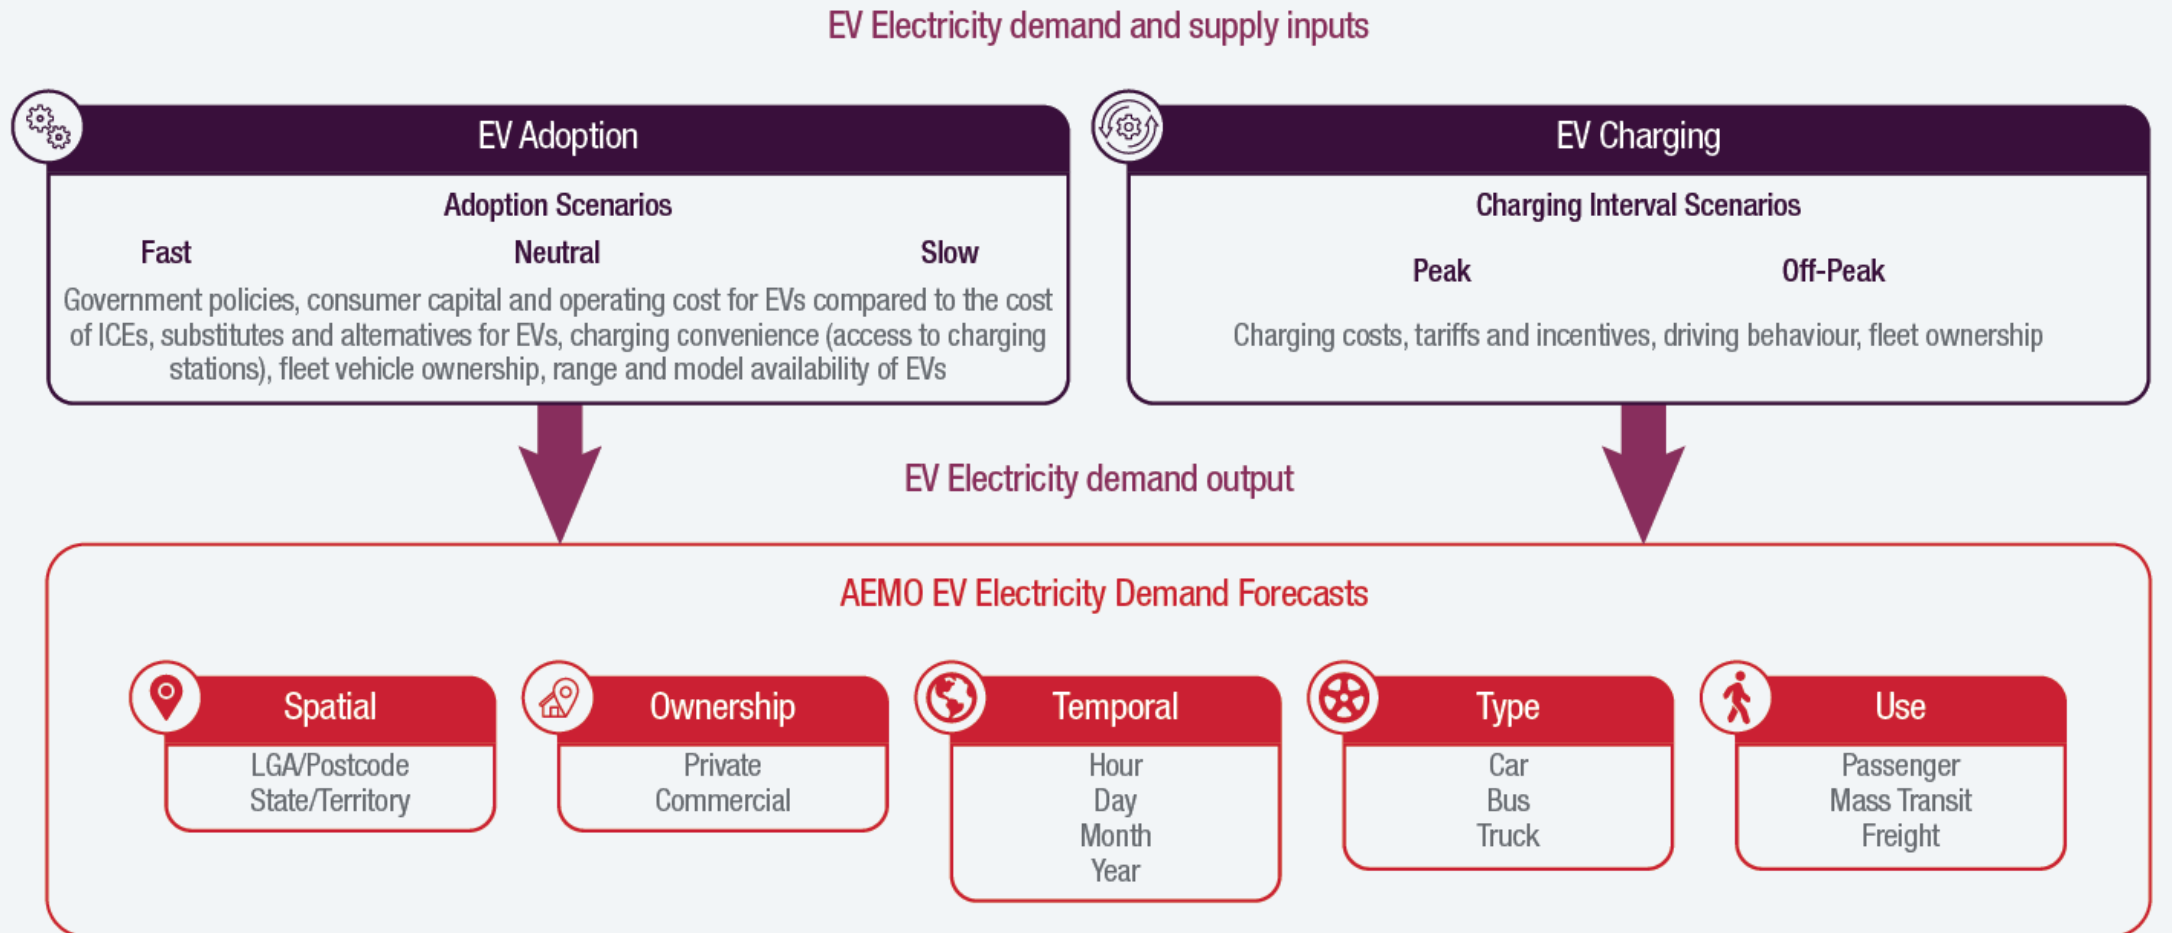 EV Electricity demand and supply inputs
EV Adoption
Adoption Scenarios
Fast Neutral Slow
Government policies, consumer capital and operating cost for EVs compared to the cost
of ICEs, substitutes and alternatives for EVs, charging convenience (access to charging
stations), fleet vehicle ownership, range and model availability of EVs
EV Charging
Charging Interval Scenarios
Peak Off-Peak
Charging costs, tariffs and incentives, driving behaviour, fleet ownership
EV Electricity demand output
AEMO EV Electricity Demand Forecasts
Spatial
LGA/Postcode
State/Territory
Ownership
Private
Commercial
Temporal
Hour
Day
Month
Year
Type
Car
Bus
Truck
Use
Passenger
Mass Transit
Freight